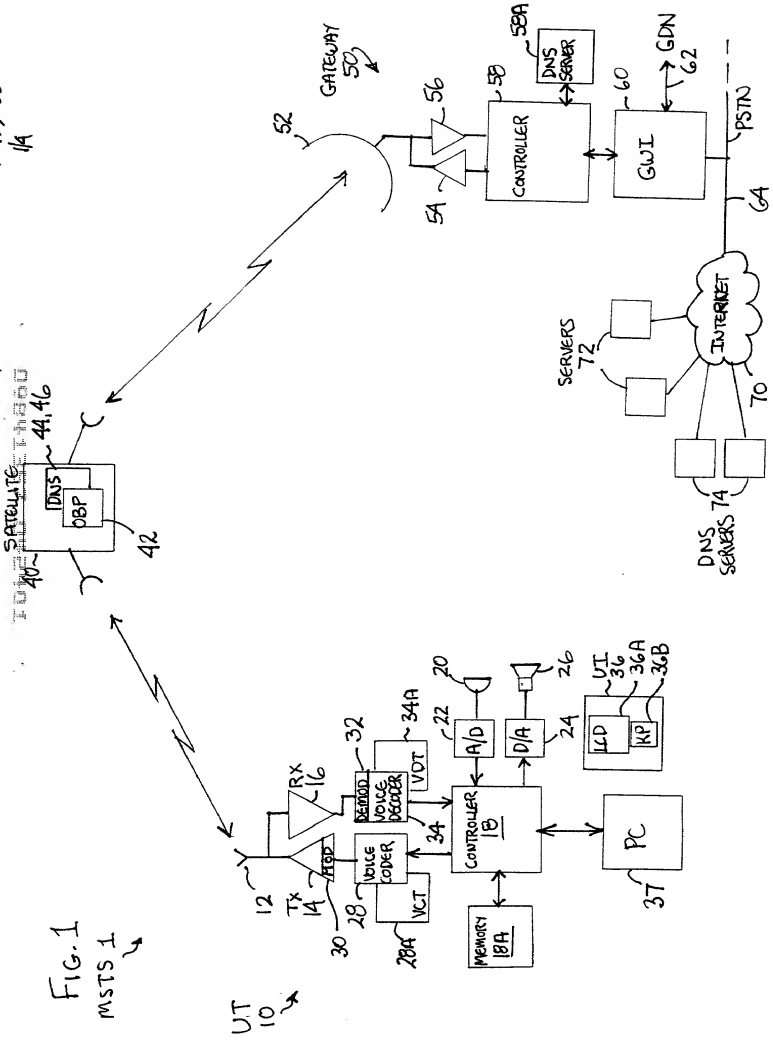 1/4
FIG. 1
MSTS 1
SATELLITE
40
DNS
44, 46
OBP
42
UT
10
12
TX
14
MOD
30
RX
16
28
VOICE
CODER
VCT
28A
DEMOD
32
VOICE
DECODER
34
VDT
34A
CONTROLLER
18
MEMORY
18A
A/D
22
20
D/A
24
26
UI
36
LCD
36A
KP
36B
PC
37
GATEWAY
50
52
54
56
CONTROLLER
58
DNS
SERVER
58A
GWI
60
GDN
62
PSTN
64
INTERNET
70
SERVERS
72
DNS
SERVERS
74